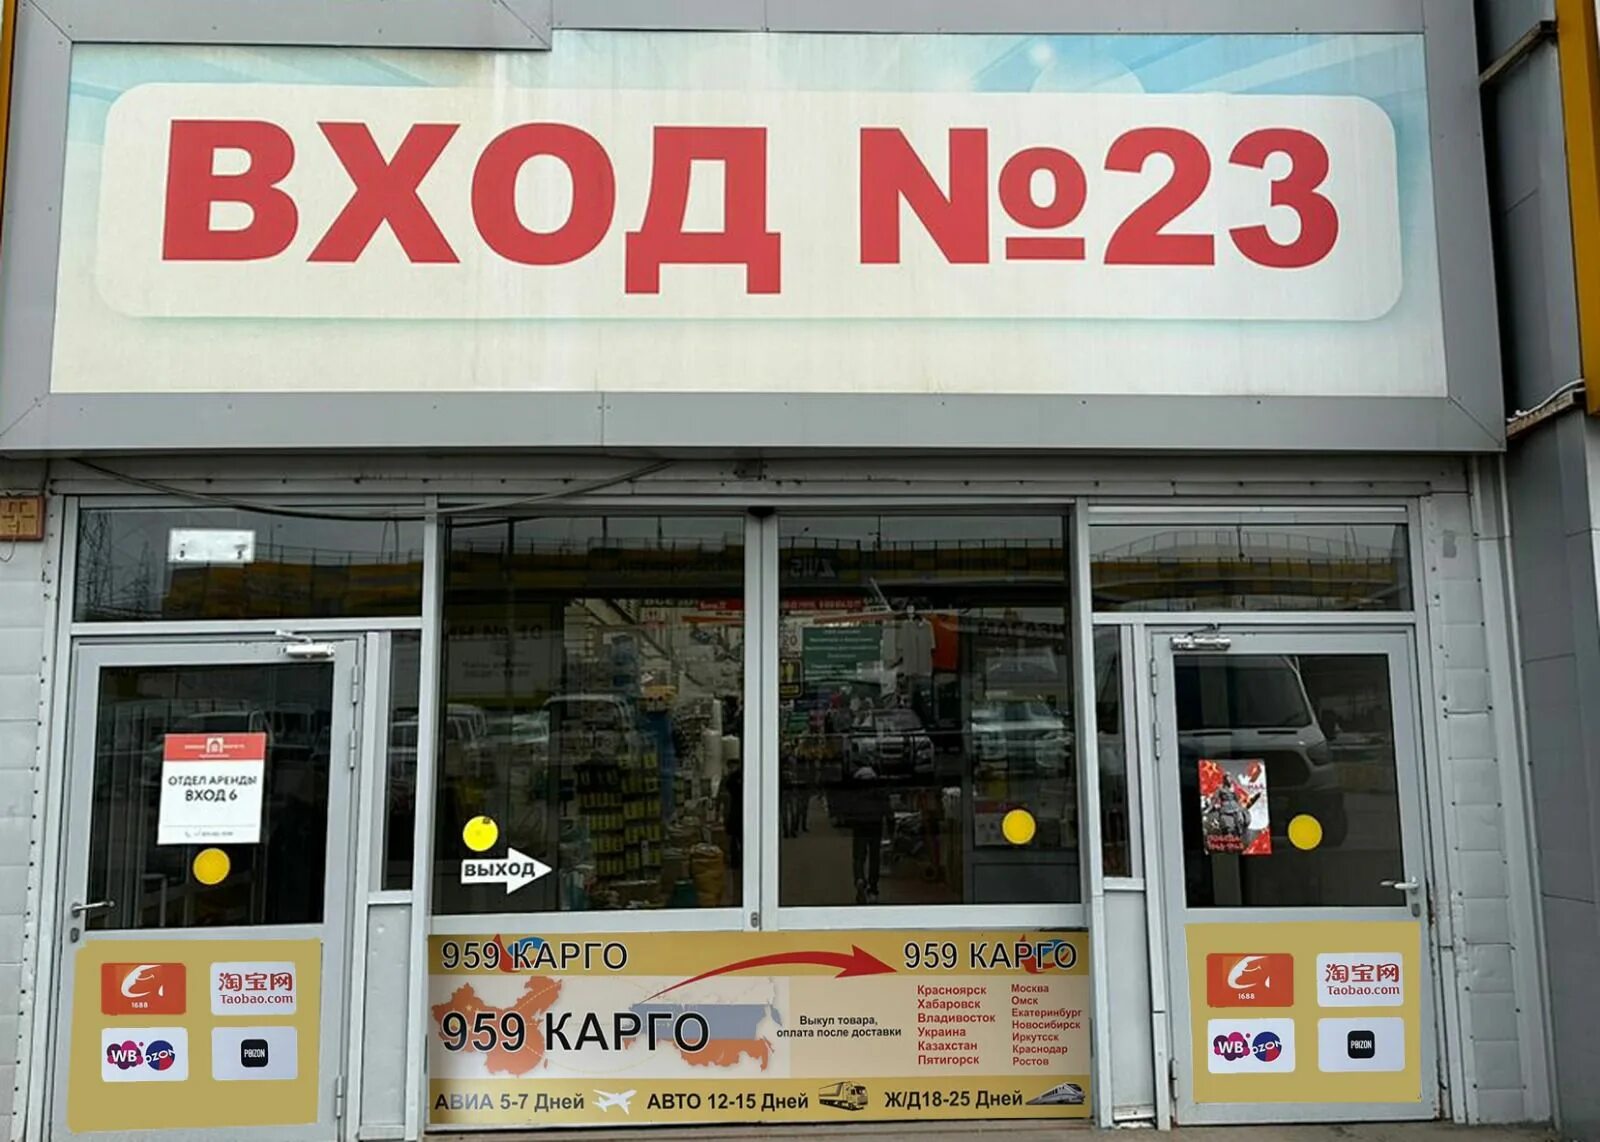 ВХОД №23
ОТДЕЛ АРЕНДЫ
ВХОД 6
ВЫХОД
959 КАРГО
959 КАРГО
959 КАРГО
Выкуп товара,
оплата после доставки
Красноярск
Хабаровск
Владивосток
Украина
Казахстан
Пятигорск
Москва
Омск
Екатеринбург
Новосибирск
Иркутсск
Краснодар
Ростов
АВИА 5-7 Дней
АВТО 12-15 Дней
Ж/Д18-25 Дней
1688
淘宝网
Taobao.com
WB
OZON
POIZON
1688
淘宝网
Taobao.com
WB
OZON
POIZON